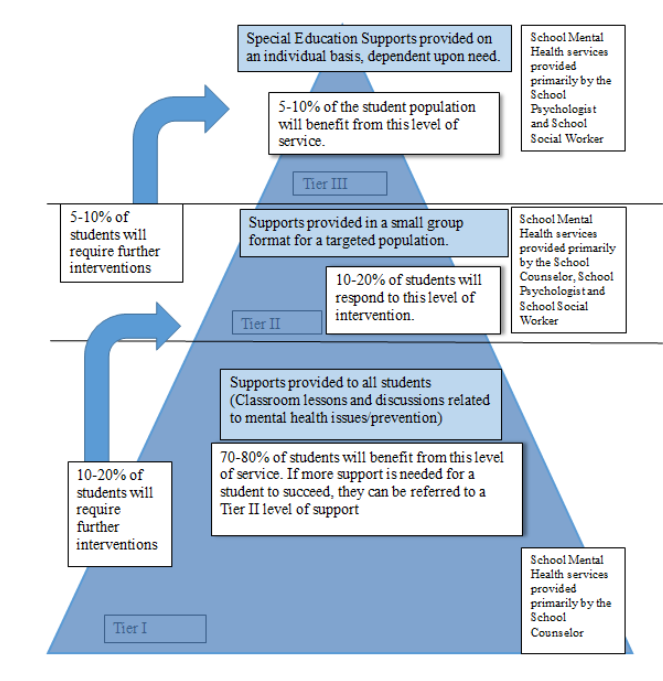 Special Education Supports provided on
an individual basis, dependent upon need.
School Mental
Health services
provided
primarily by the
School
Psychologist
and School
Social Worker
5-10% of the student population
will benefit from this level of
service.
Tier III
5-10% of
students will
require further
interventions
Supports provided in a small group
format for a targeted population.
School Mental
Health services
provided primarily
by the School
Counselor, School
Psychologist and
School Social
Worker
10-20% of students will
respond to this level of
intervention.
Tier II
Supports provided to all students
(Classroom lessons and discussions related
to mental health issues/prevention)
70-80% of students will benefit from this level
of service. If more support is needed for a
student to succeed, they can be referred to a
Tier II level of support
10-20% of
students will
require
further
interventions
School Mental
Health services
provided
primarily by the
School
Counselor
Tier I